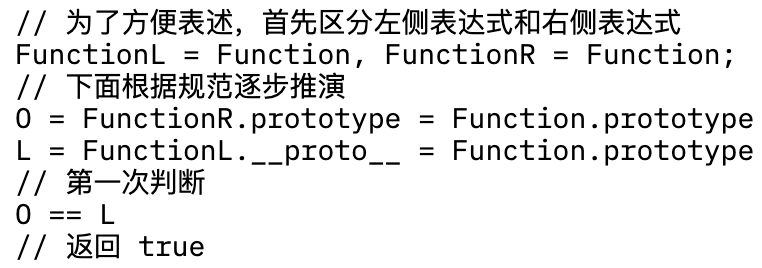 // 为了方便表述，首先区分左侧表达式和右侧表达式
FunctionL = Function, FunctionR = Function;
// 下面根据规范逐步推演
O = FunctionR.prototype = Function.prototype
L = FunctionL.__proto__ = Function.prototype
// 第一次判断
O == L
// 返回 true